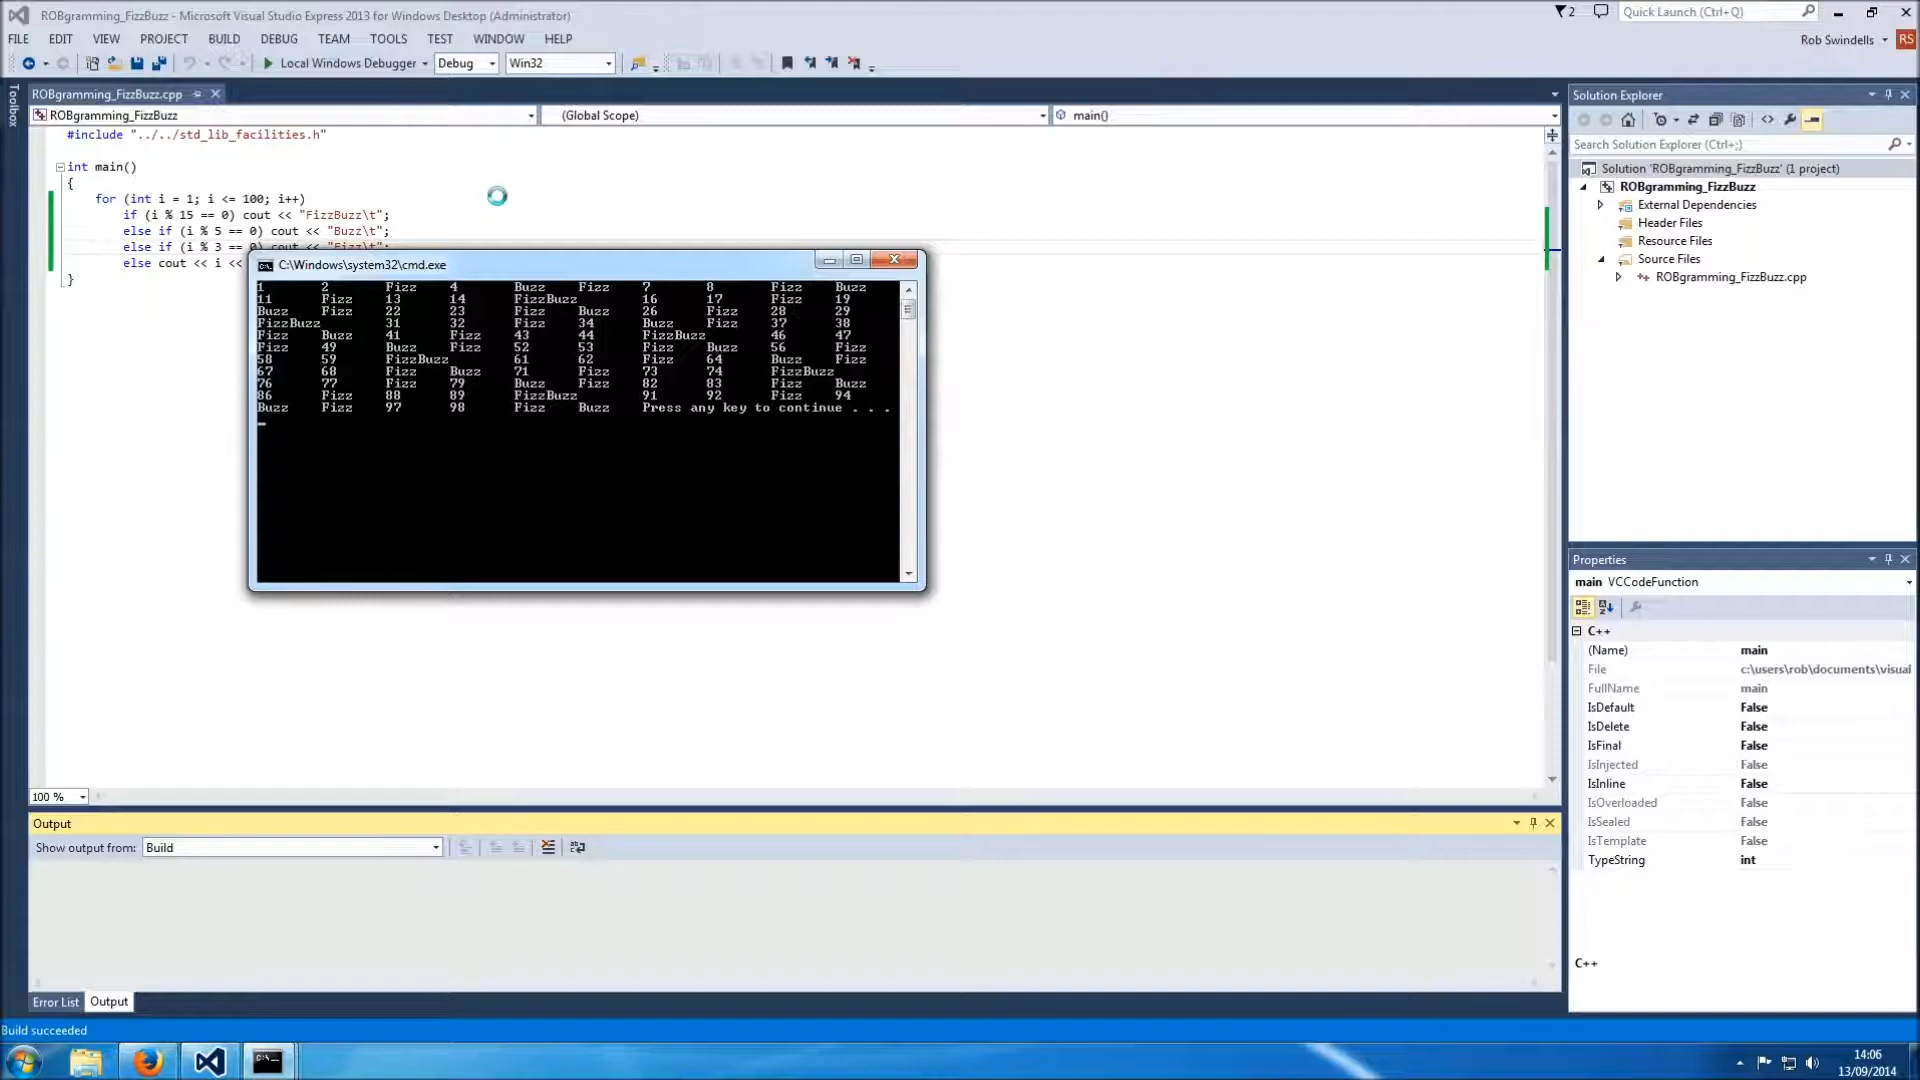 ROBgramming_FizzBuzz - Microsoft Visual Studio Express 2013 for Windows Desktop (Administrator)
2
Quick Launch (Ctrl+Q)
FILE EDIT VIEW PROJECT BUILD DEBUG TEAM TOOLS TEST WINDOW HELP
Rob Swindells
RS
Local Windows Debugger
Debug
Win32
Toolbox
ROBgramming_FizzBuzz.cpp
ROBgramming_FizzBuzz
(Global Scope)
main()
#include "../../std_lib_facilities.h"
int main()
{
for (int i = 1; i <= 100; i++)
if (i % 15 == 0) cout << "FizzBuzz\t";
else if (i % 5 == 0) cout << "Buzz\t";
else if (i % 3 == 0) cout << "Fizz\t";
else cout << i <<
}
C:\Windows\system32\cmd.exe
1 2 Fizz 4 Buzz Fizz 7 8 Fizz Buzz
11 Fizz 13 14 FizzBuzz 16 17 Fizz 19
Buzz Fizz 22 23 Fizz Buzz 26 Fizz 28 29
FizzBuzz 31 32 Fizz 34 Buzz Fizz 37 38
Fizz Buzz 41 Fizz 43 44 FizzBuzz 46 47
Fizz 49 Buzz Fizz 52 53 Fizz Buzz 56 Fizz
58 59 FizzBuzz 61 62 Fizz 64 Buzz Fizz
67 68 Fizz Buzz 71 Fizz 73 74 FizzBuzz
76 77 Fizz 79 Buzz Fizz 82 83 Fizz Buzz
86 Fizz 88 89 FizzBuzz 91 92 Fizz 94
Buzz Fizz 97 98 Fizz Buzz Press any key to continue . . .
100 %
Output
Show output from: Build
Error List Output
Build succeeded
Solution Explorer
Search Solution Explorer (Ctrl+;)
Solution 'ROBgramming_FizzBuzz' (1 project)
ROBgramming_FizzBuzz
External Dependencies
Header Files
Resource Files
Source Files
ROBgramming_FizzBuzz.cpp
Properties
main VCCodeFunction
C++
(Name) main
File c:\users\rob\documents\visual
FullName main
IsDefault False
IsDelete False
IsFinal False
IsInjected False
IsInline False
IsOverloaded False
IsSealed False
IsTemplate False
TypeString int
C++
14:06
13/09/2014